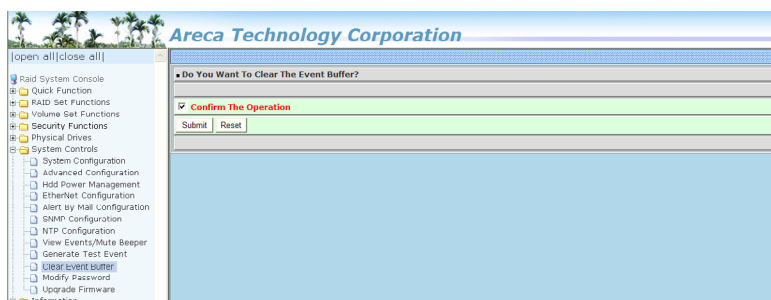 Areca Technology Corporation
|open all|close all|
Raid System Console
Quick Function
RAID Set Functions
Volume Set Functions
Security Functions
Physical Drives
System Controls
System Configuration
Advanced Configuration
Hdd Power Management
EtherNet Configuration
Alert By Mail Configuration
SNMP Configuration
NTP Configuration
View Events/Mute Beeper
Generate Test Event
Clear Event Buffer
Modify Password
Upgrade Firmware
Information
Do You Want To Clear The Event Buffer?
Confirm The Operation
Submit Reset